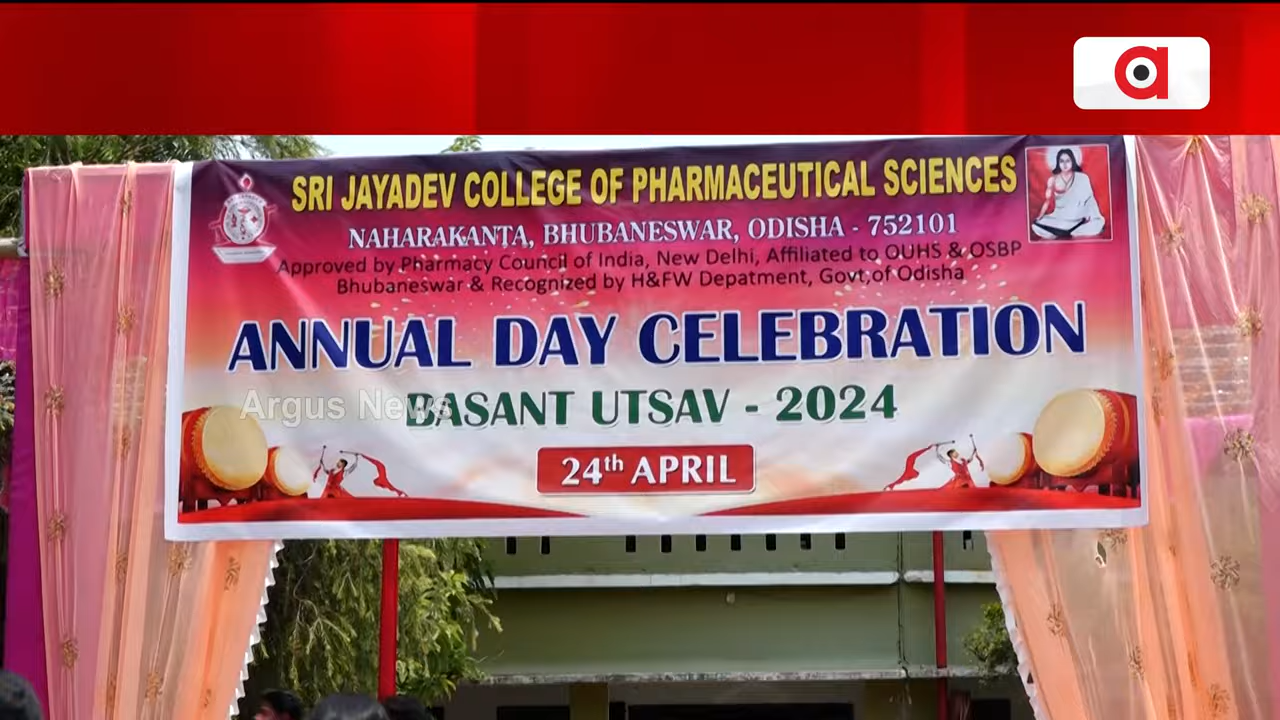 SRI JAYADEV COLLEGE OF PHARMACEUTICAL SCIENCES
NAHARAKANTA, BHUBANESWAR, ODISHA - 752101
Approved by Pharmacy Council of India, New Delhi, Affiliated to OUHS & OSBP
Bhubaneswar & Recognized by H&FW Depatment, Govt,of Odisha
ANNUAL DAY CELEBRATION
Argus News
BASANT UTSAV - 2024
24th APRIL